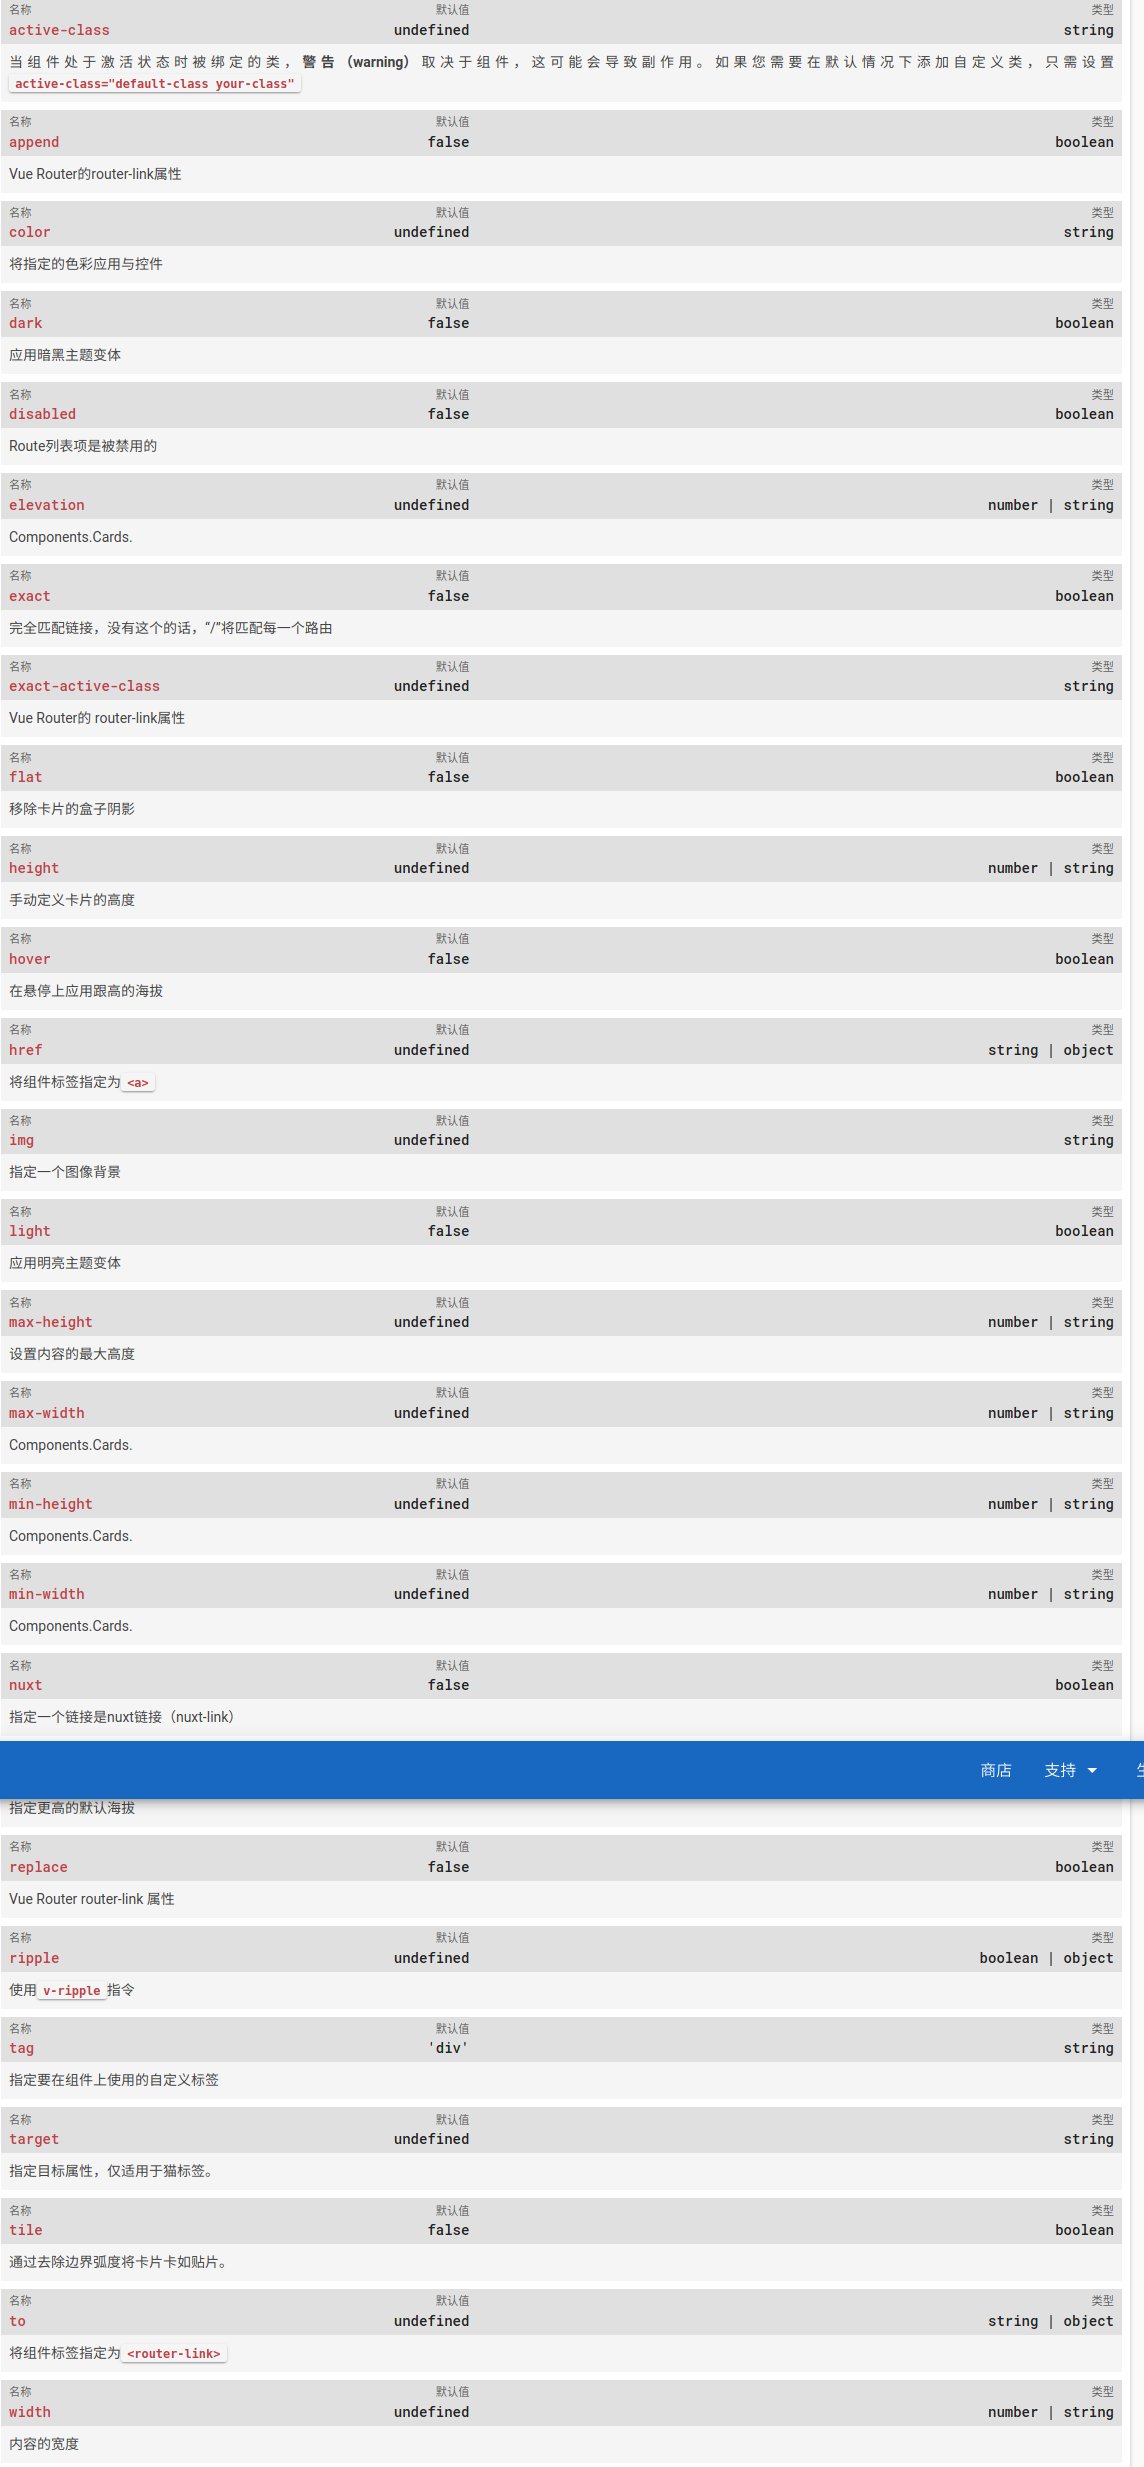 名称 默认值 类型
active-class undefined string
当组件处于激活状态时被绑定的类，警告（warning）取决于组件，这可能会导致副作用。如果您需要在默认情况下添加自定义类，只需设置
active-class="default-class your-class"
名称 默认值 类型
append false boolean
Vue Router的router-link属性
名称 默认值 类型
color undefined string
将指定的色彩应用与控件
名称 默认值 类型
dark false boolean
应用暗黑主题变体
名称 默认值 类型
disabled false boolean
Route列表项是被禁用的
名称 默认值 类型
elevation undefined number | string
Components.Cards.
名称 默认值 类型
exact false boolean
完全匹配链接，没有这个的话，“/”将匹配每一个路由
名称 默认值 类型
exact-active-class undefined string
Vue Router的 router-link属性
名称 默认值 类型
flat false boolean
移除卡片的盒子阴影
名称 默认值 类型
height undefined number | string
手动定义卡片的高度
名称 默认值 类型
hover false boolean
在悬停上应用跟高的海拔
名称 默认值 类型
href undefined string | object
将组件标签指定为 <a>
名称 默认值 类型
img undefined string
指定一个图像背景
名称 默认值 类型
light false boolean
应用明亮主题变体
名称 默认值 类型
max-height undefined number | string
设置内容的最大高度
名称 默认值 类型
max-width undefined number | string
Components.Cards.
名称 默认值 类型
min-height undefined number | string
Components.Cards.
名称 默认值 类型
min-width undefined number | string
Components.Cards.
名称 默认值 类型
nuxt false boolean
指定一个链接是nuxt链接（nuxt-link）
商店 支持
指定更高的默认海拔
名称 默认值 类型
replace false boolean
Vue Router router-link 属性
名称 默认值 类型
ripple undefined boolean | object
使用 v-ripple 指令
名称 默认值 类型
tag 'div' string
指定要在组件上使用的自定义标签
名称 默认值 类型
target undefined string
指定目标属性，仅适用于猫标签。
名称 默认值 类型
tile false boolean
通过去除边界弧度将卡片卡如贴片。
名称 默认值 类型
to undefined string | object
将组件标签指定为 <router-link>
名称 默认值 类型
width undefined number | string
内容的宽度